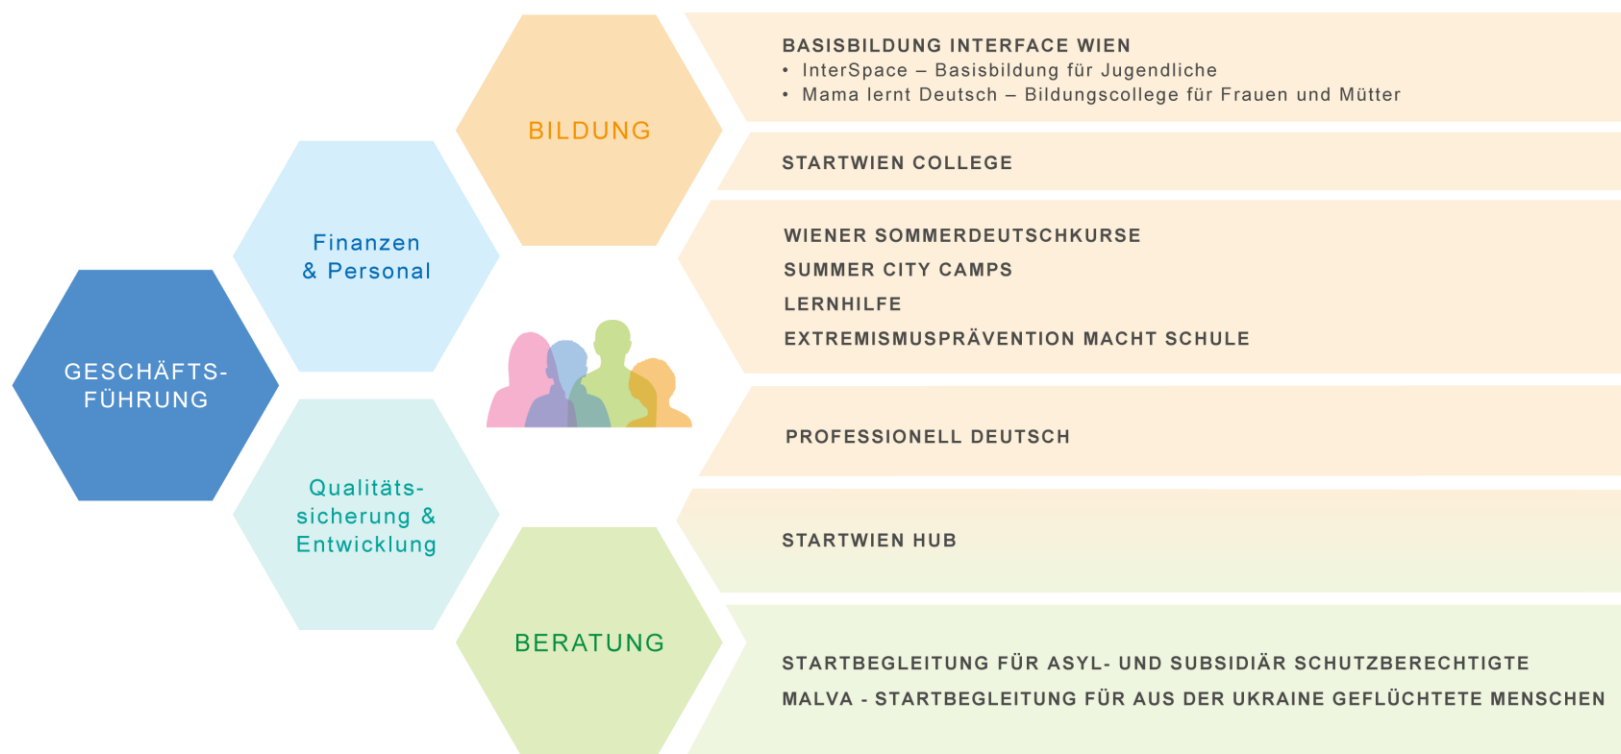 GESCHÄFTS-
FÜHRUNG
Finanzen
& Personal
Qualitäts-
sicherung &
Entwicklung
BILDUNG
BASISBILDUNG INTERFACE WIEN
• InterSpace – Basisbildung für Jugendliche
• Mama lernt Deutsch – Bildungscollege für Frauen und Mütter
STARTWIEN COLLEGE
WIENER SOMMERDEUTSCHKURSE
SUMMER CITY CAMPS
LERNHILFE
EXTREMISMUSPRÄVENTION MACHT SCHULE
PROFESSIONELL DEUTSCH
STARTWIEN HUB
BERATUNG
STARTBEGLEITUNG FÜR ASYL- UND SUBSIDIÄR SCHUTZBERECHTIGTE
MALVA - STARTBEGLEITUNG FÜR AUS DER UKRAINE GEFLÜCHTETE MENSCHEN